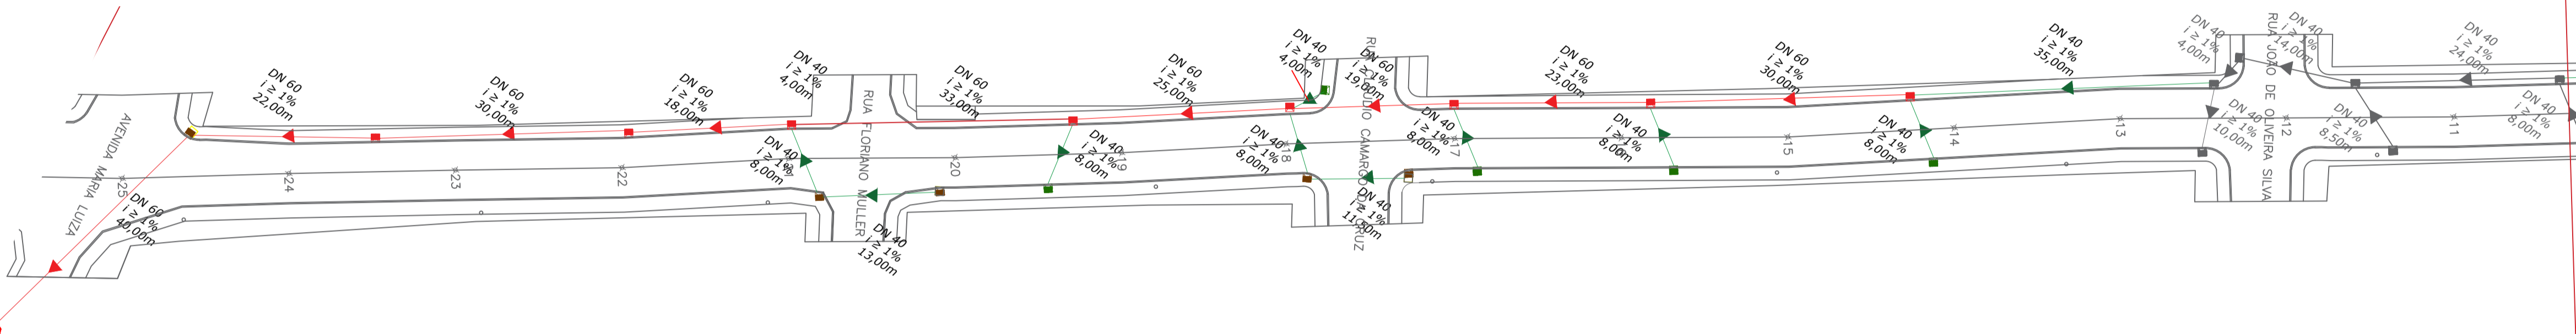 DN 60
i ≥ 1%
22,00m
DN 60
i ≥ 1%
30,00m
DN 60
i ≥ 1%
18,00m
DN 40
i ≥ 1%
4,00m
DN 60
i ≥ 1%
33,00m
DN 60
i ≥ 1%
25,00m
DN 40
i ≥ 1%
4,00m
DN 60
i ≥ 1%
19,00m
DN 60
i ≥ 1%
23,00m
DN 60
i ≥ 1%
30,00m
DN 40
i ≥ 1%
35,00m
DN 40
i ≥ 1%
4,00m
DN 40
i ≥ 1%
14,00m
DN 40
i ≥ 1%
24,00m
AVENIDA MARIA LUIZA
RUA FLORIANO MULLER
CAMARGO DA CRUZ
RUA JOÃO DE OLIVEIRA SILVA
DN 40
i ≥ 1%
8,00m
DN 40
i ≥ 1%
8,00m
DN 40
i ≥ 1%
8,00m
DN 40
i ≥ 1%
8,00m
DN 40
i ≥ 1%
8,00m
DN 40
i ≥ 1%
8,00m
DN 40
i ≥ 1%
10,00m
DN 40
i ≥ 1%
8,50m
DN 40
i ≥ 1%
8,00m
25
24
23
22
20
19
18
17
15
14
13
12
11
DN 60
i ≥ 1%
40,00m
DN 40
i ≥ 1%
13,00m
DN 40
i ≥ 1%
11,50m